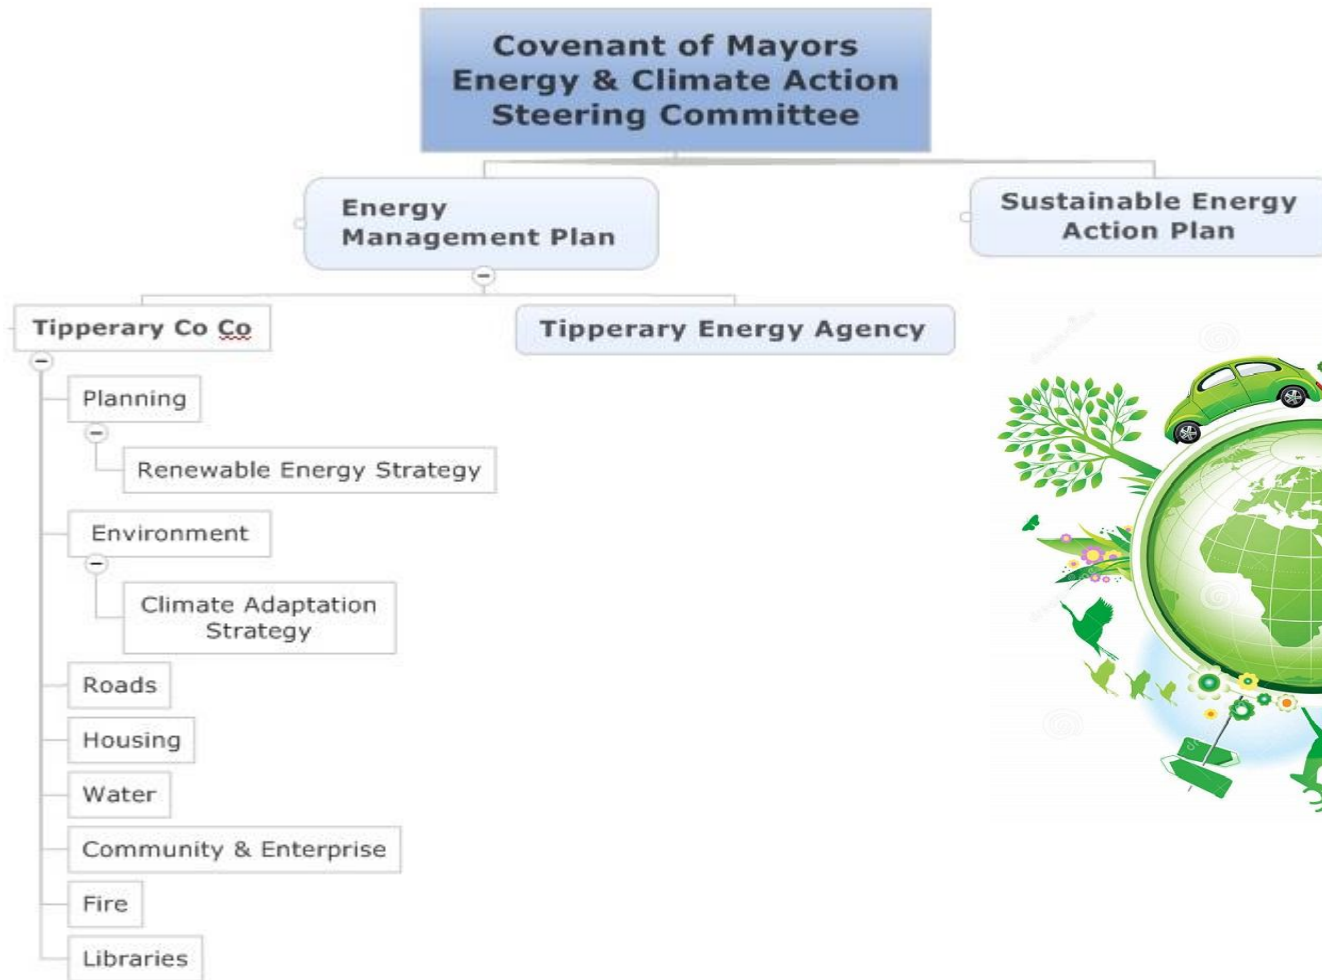 Covenant of Mayors
Energy & Climate Action
Steering Committee
Energy
Management Plan
Sustainable Energy
Action Plan
Tipperary Co Co
Tipperary Energy Agency
Planning
Renewable Energy Strategy
Environment
Climate Adaptation
Strategy
Roads
Housing
Water
Community & Enterprise
Fire
Libraries